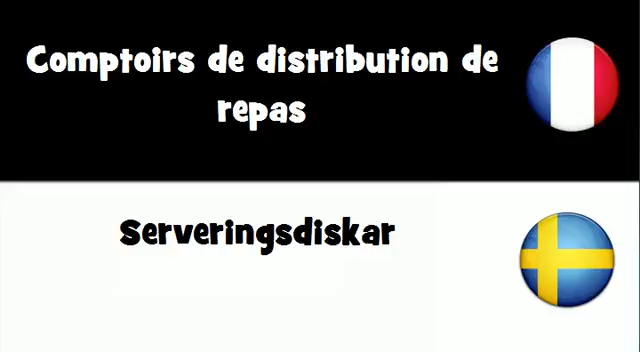 Comptoirs de distribution de
repas
Serveringsdiskar